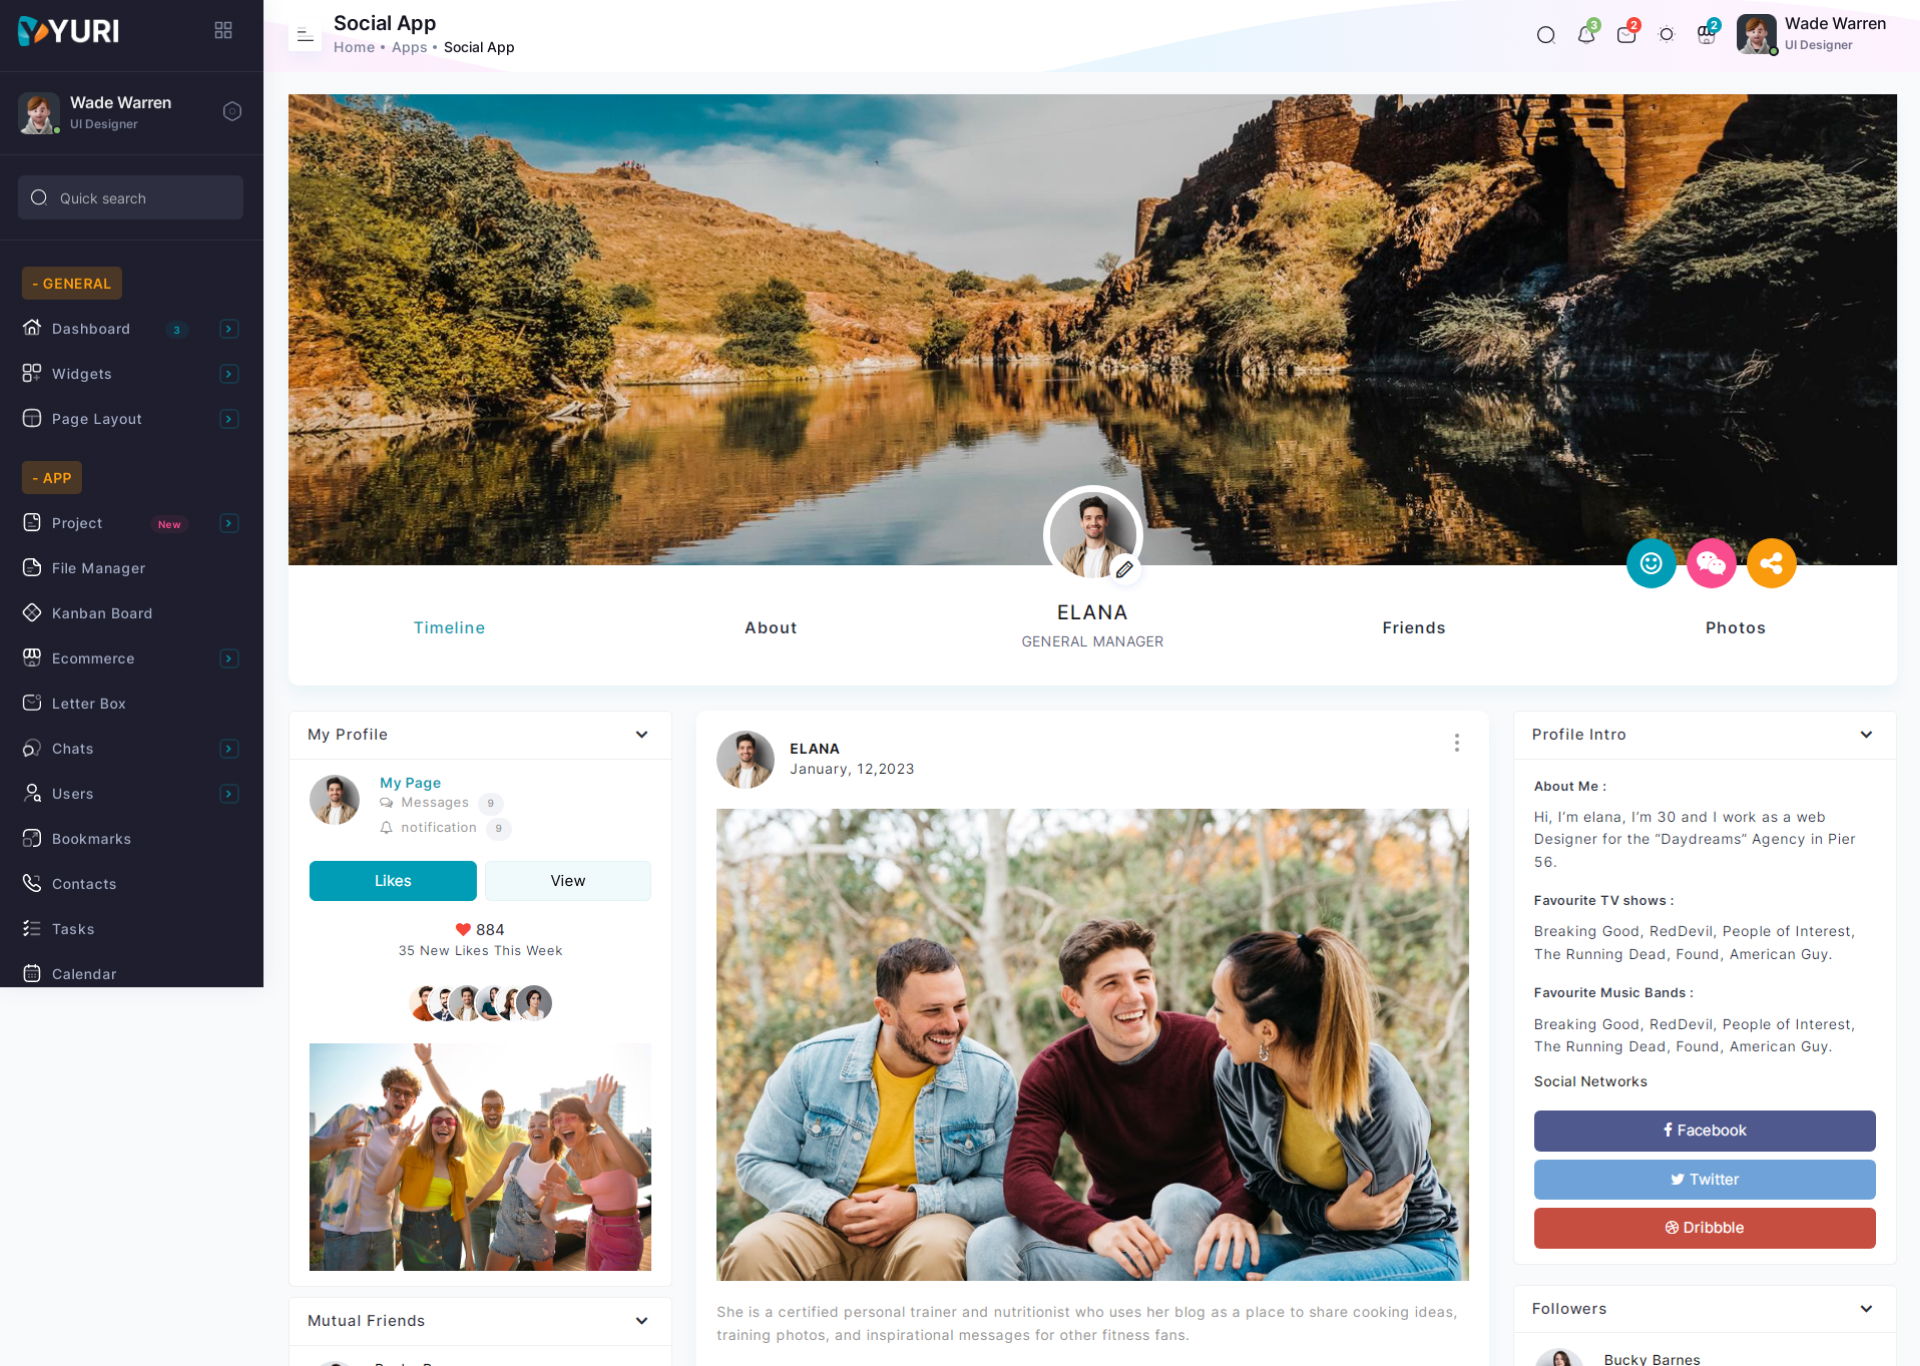 YURI
Wade Warren
UI Designer
Quick search
- GENERAL
Dashboard 3
Widgets
Page Layout
- APP
Project New
File Manager
Kanban Board
Ecommerce
Letter Box
Chats
Users
Bookmarks
Contacts
Tasks
Calendar
Social App
Home • Apps • Social App
3
2
2
Wade Warren
UI Designer
Timeline
About
ELANA
GENERAL MANAGER
Friends
Photos
My Profile
My Page
Messages 9
notification 9
Likes
View
884
35 New Likes This Week
Mutual Friends
ELANA
January, 12,2023
She is a certified personal trainer and nutritionist who uses her blog as a place to share cooking ideas,
training photos, and inspirational messages for other fitness fans.
Profile Intro
About Me :
Hi, I’m elana, I’m 30 and I work as a web
Designer for the “Daydreams” Agency in Pier
56.
Favourite TV shows :
Breaking Good, RedDevil, People of Interest,
The Running Dead, Found, American Guy.
Favourite Music Bands :
Breaking Good, RedDevil, People of Interest,
The Running Dead, Found, American Guy.
Social Networks
Facebook
Twitter
Dribbble
Followers
Bucky Barnes